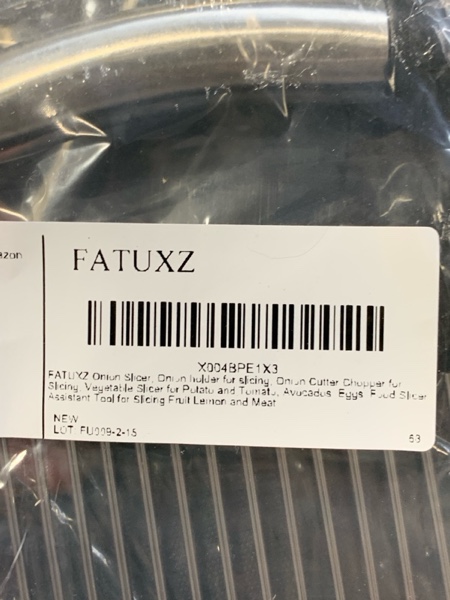 azon
FATUXZ
X004BPE1X3
FATUXZ Onion Slicer, Onion holder for slicing, Onion Cutter Chopper for
Slicing, Vegetable Slicer for Potato and Tomato, Avocados, Eggs, Food Slicer
Assistant Tool for Slicing Fruit Lemon and Meat
NEW
LOT: FU009-2-15
53